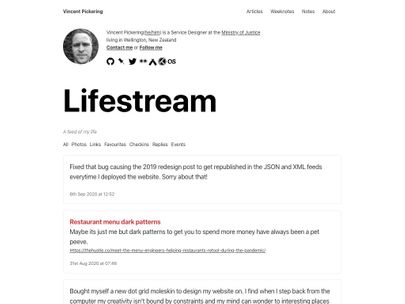 Vincent Pickering
Articles Weeknotes Notes About
Vincent Pickering(he/him) is a Service Designer at the Ministry of Justice
living in Wellington, New Zealand
Contact me or Follow me
Lifestream
A feed of my life
All Photos Links Favourites Checkins Replies Events
Fixed that bug causing the 2019 redesign post to get republished in the JSON and XML feeds
everytime I deployed the website. Sorry about that!
6th Sep 2020 at 12:52
Restaurant menu dark patterns
Maybe its just me but dark patterns to get you to spend more money have always been a pet
peeve.
https://thehustle.co/meet-the-menu-engineers-helping-restaurants-retool-during-the-pandemic/
31st Aug 2020 at 07:48
Bought myself a new dot grid moleskin to design my website on. I find when I step back from the
computer my creativity isn't bound by constraints and my mind can wonder to interesting places